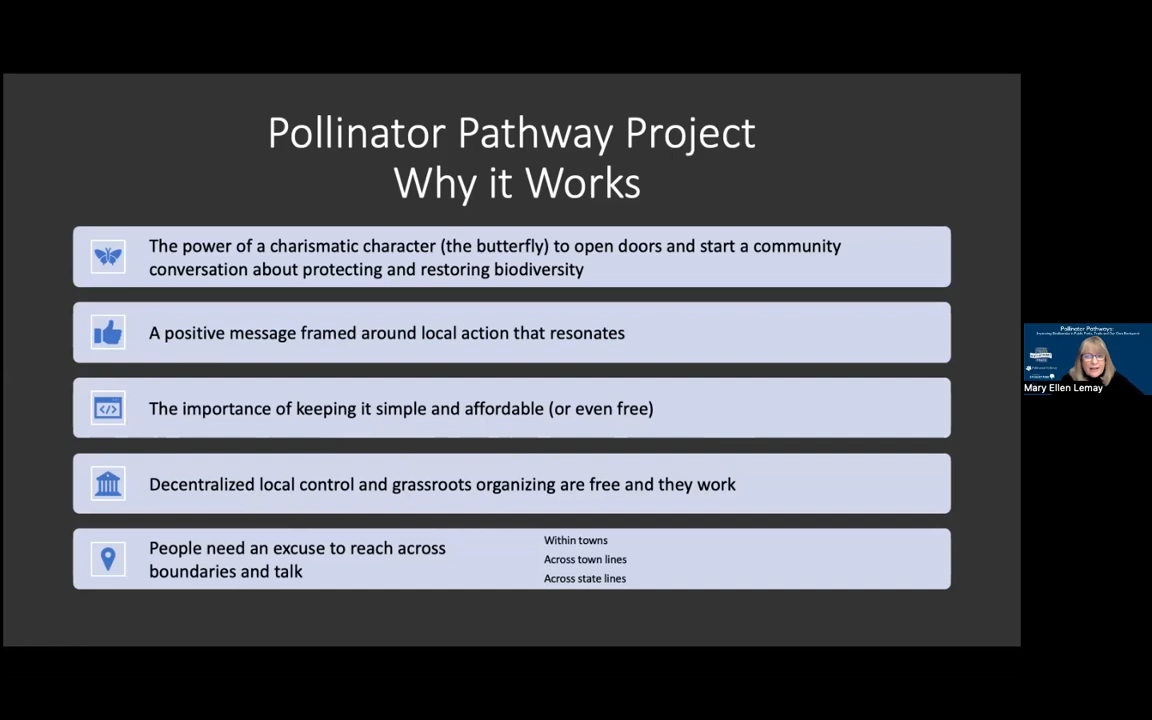 Pollinator Pathway Project
Why it Works
The power of a charismatic character (the butterfly) to open doors and start a community
conversation about protecting and restoring biodiversity
A positive message framed around local action that resonates
The importance of keeping it simple and affordable (or even free)
Decentralized local control and grassroots organizing are free and they work
People need an excuse to reach across
boundaries and talk
Within towns
Across town lines
Across state lines
Pollinator Pathways:
Mary Ellen Lemay